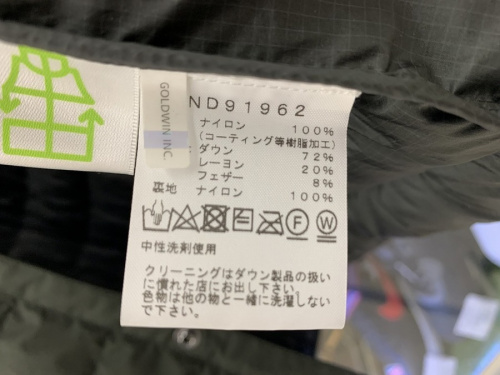 GOLDWIN INC.
ND91962
ナイロン 100%
(コーティング等樹脂加工)
ダウン 72%
レーヨン 20%
フェザー 8%
裏地 ナイロン 100%
F W
中性洗剤使用
クリーニングはダウン製品の扱い
に慣れた店にお出し下さい。
色物は他の物と一緒に洗濯しない
で下さい。